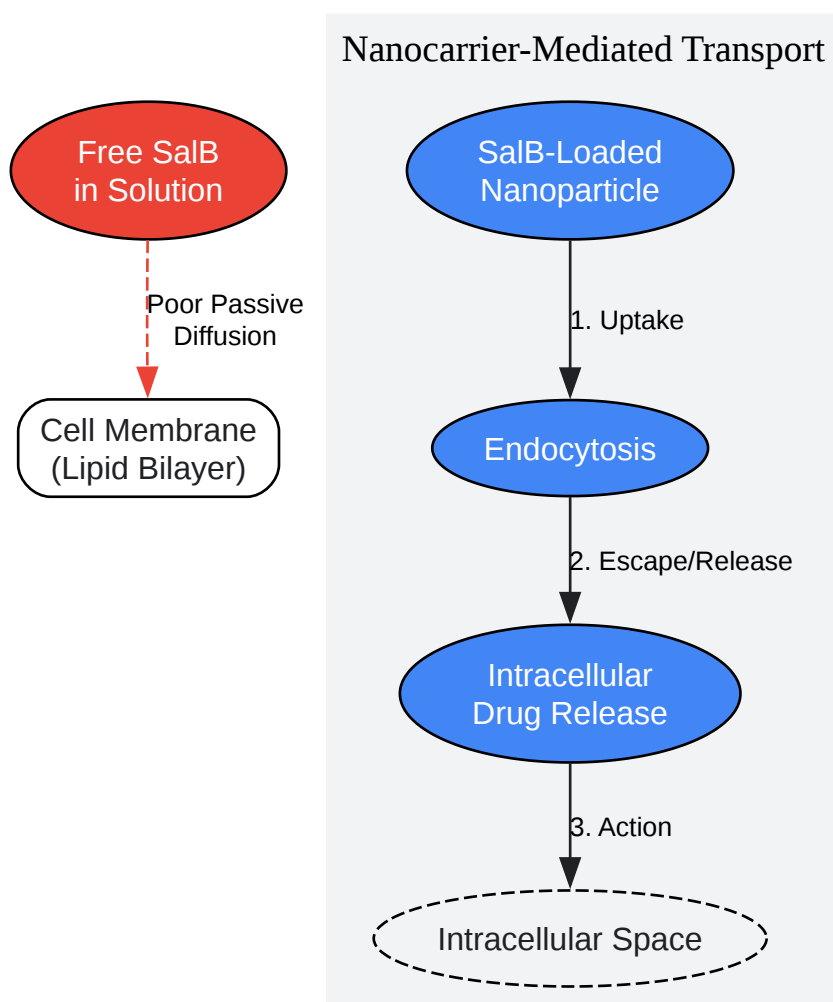 Nanocarrier-Mediated Transport
Free SalB
in Solution
Poor Passive
Diffusion
Cell Membrane
(Lipid Bilayer)
SalB-Loaded
Nanoparticle
1. Uptake
Endocytosis
2. Escape/Release
Intracellular
Drug Release
3. Action
Intracellular Space